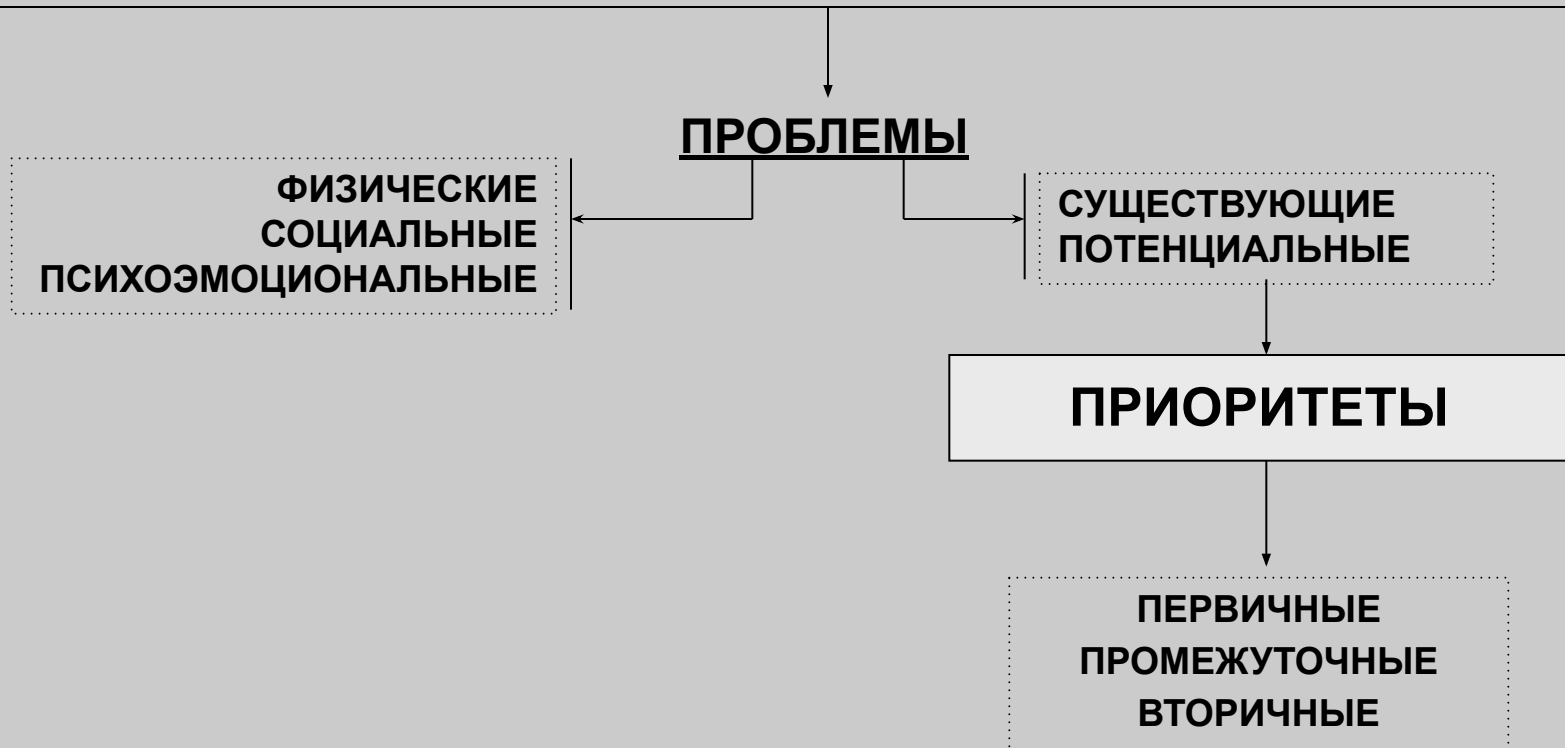 ПРОБЛЕМЫ
ФИЗИЧЕСКИЕ
СОЦИАЛЬНЫЕ
ПСИХОЭМОЦИОНАЛЬНЫЕ
СУЩЕСТВУЮЩИЕ
ПОТЕНЦИАЛЬНЫЕ
ПРИОРИТЕТЫ
ПЕРВИЧНЫЕ
ПРОМЕЖУТОЧНЫЕ
ВТОРИЧНЫЕ